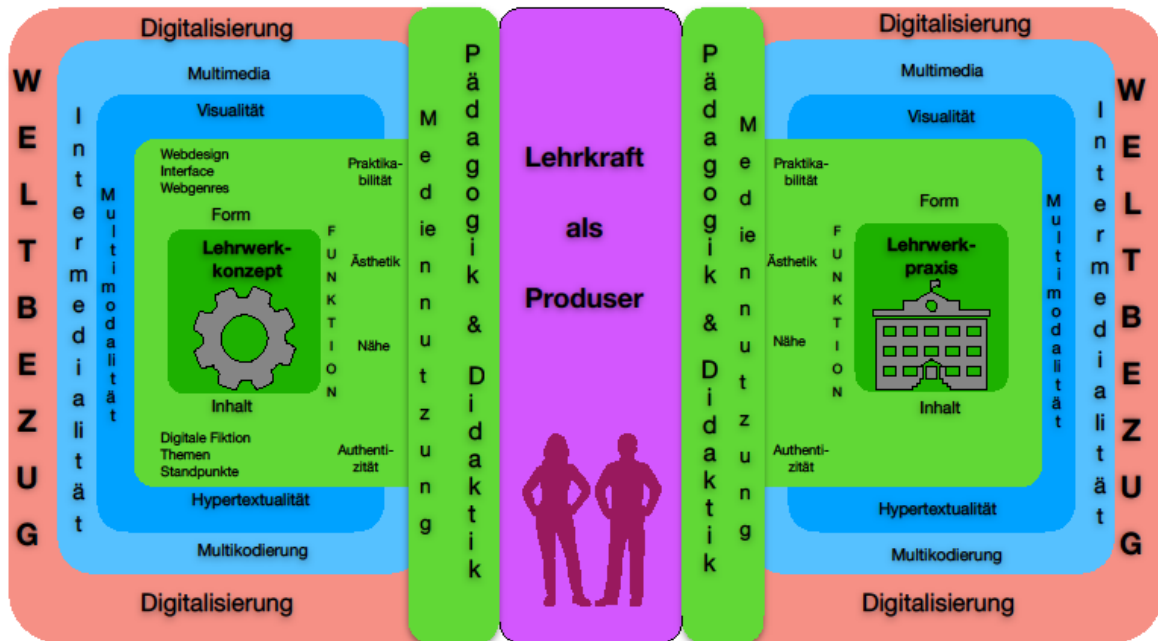 WELTBEZUG
Digitalisierung
Intermedialität
Multimedia
Multimodalität
Visualität
Webdesign
Interface
Webgenres
Form
Lehrwerk-
konzept
FUNKTION
Praktika-
bilität
Ästhetik
Nähe
Authenti-
zität
Inhalt
Digitale Fiktion
Themen
Standpunkte
Hypertextualität
Multikodierung
Digitalisierung
Mediennutzung
Pädagogik & Didaktik
Lehrkraft
als
Produser
Pädagogik & Didaktik
Mediennutzung
Digitalisierung
Multimedia
Visualität
Praktika-
bilität
Ästhetik
Nähe
Authenti-
zität
FUNKTION
Form
Lehrwerk-
praxis
Inhalt
Hypertextualität
Multikodierung
Digitalisierung
Multimodalität
Intermedialität
WELTBEZUG